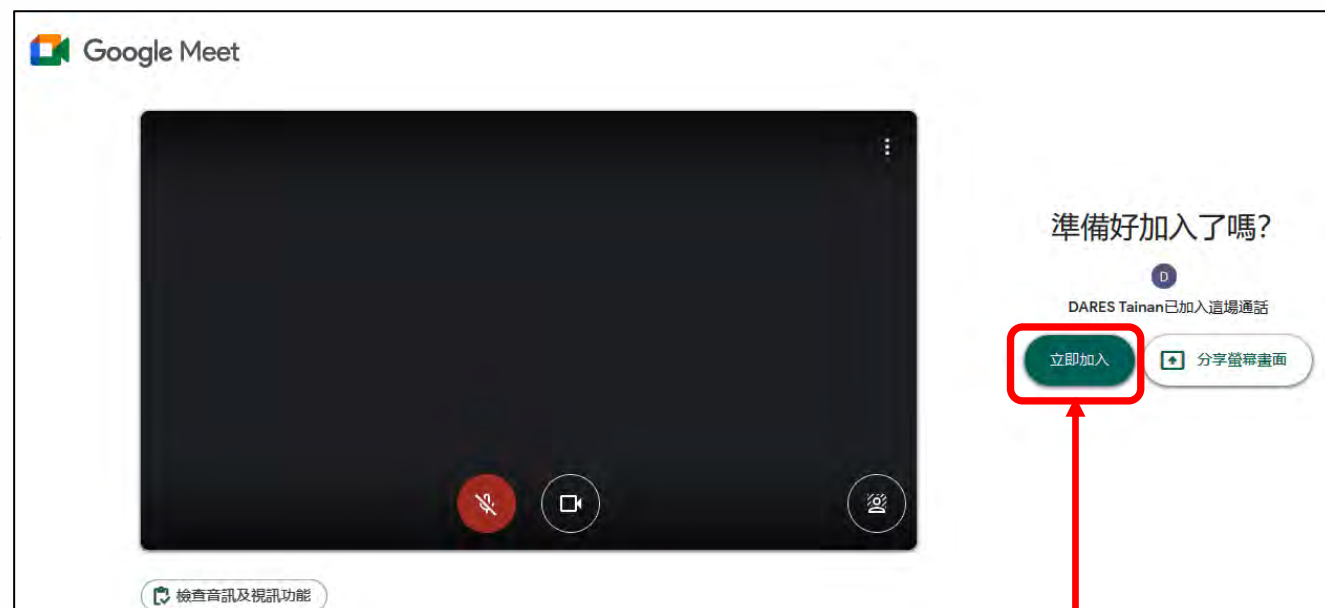 Google Meet
準備好加入了嗎?
D
DARES Tainan已加入這場通話
立即加入
分享螢幕畫面
檢查音訊及視訊功能